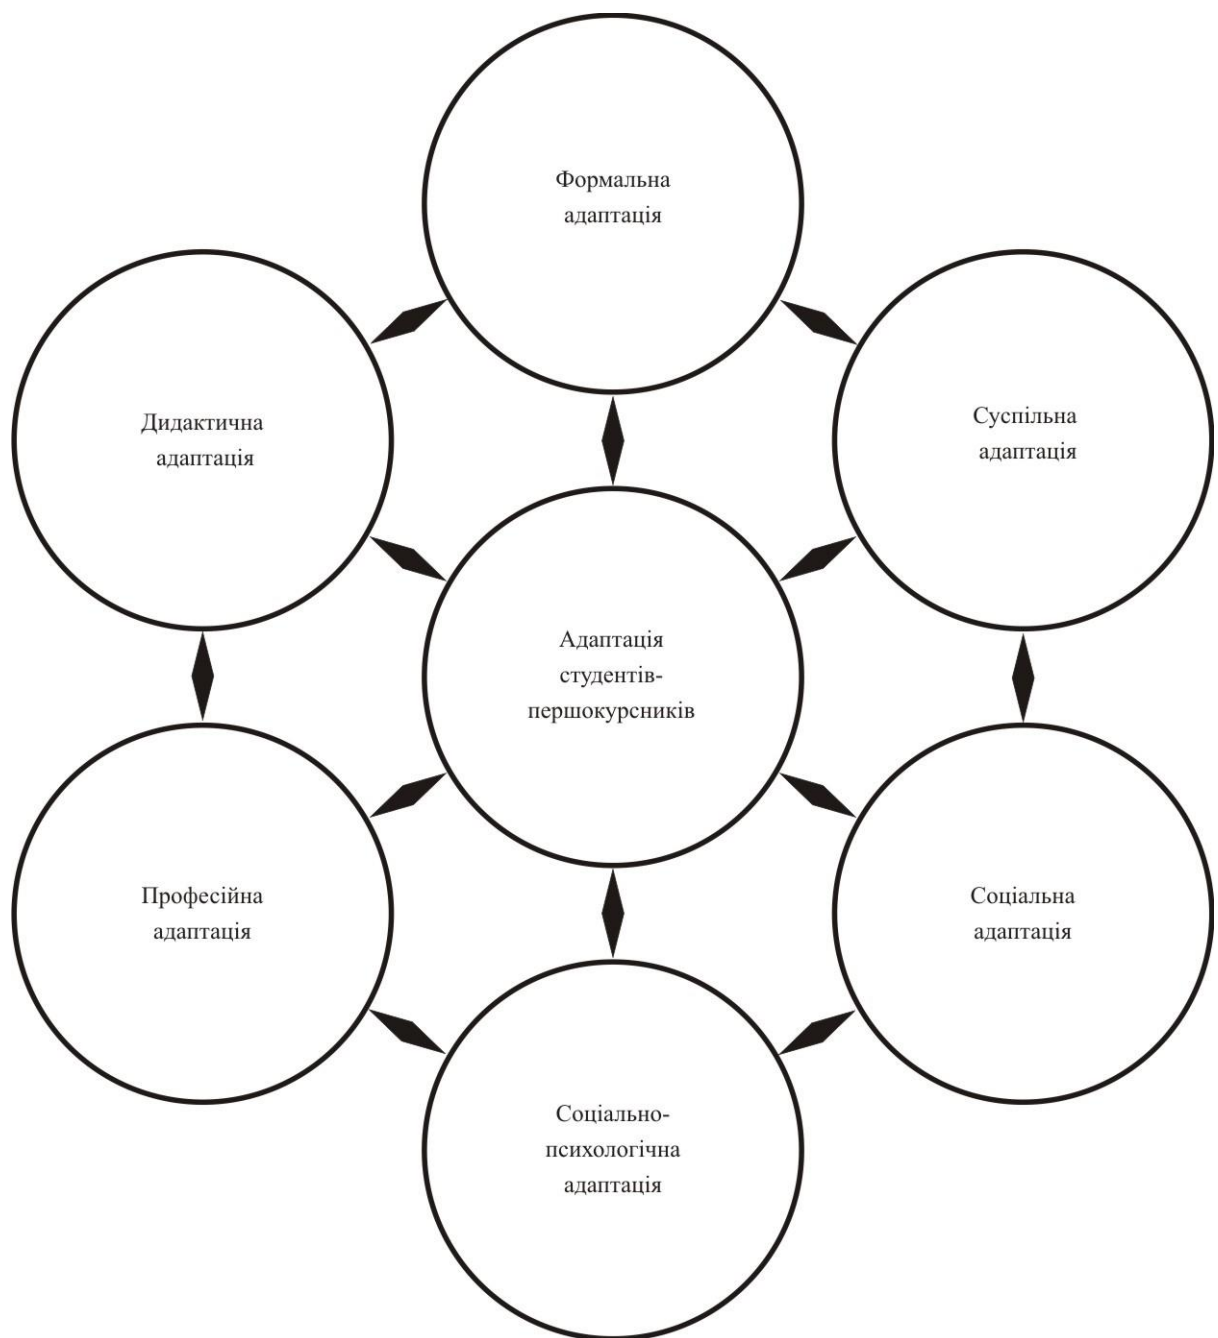 Формальна
адаптація
Дидактична
адаптація
Суспільна
адаптація
Адаптація
студентів-
першокурсників
Професійна
адаптація
Соціальна
адаптація
Соціально-
психологічна
адаптація